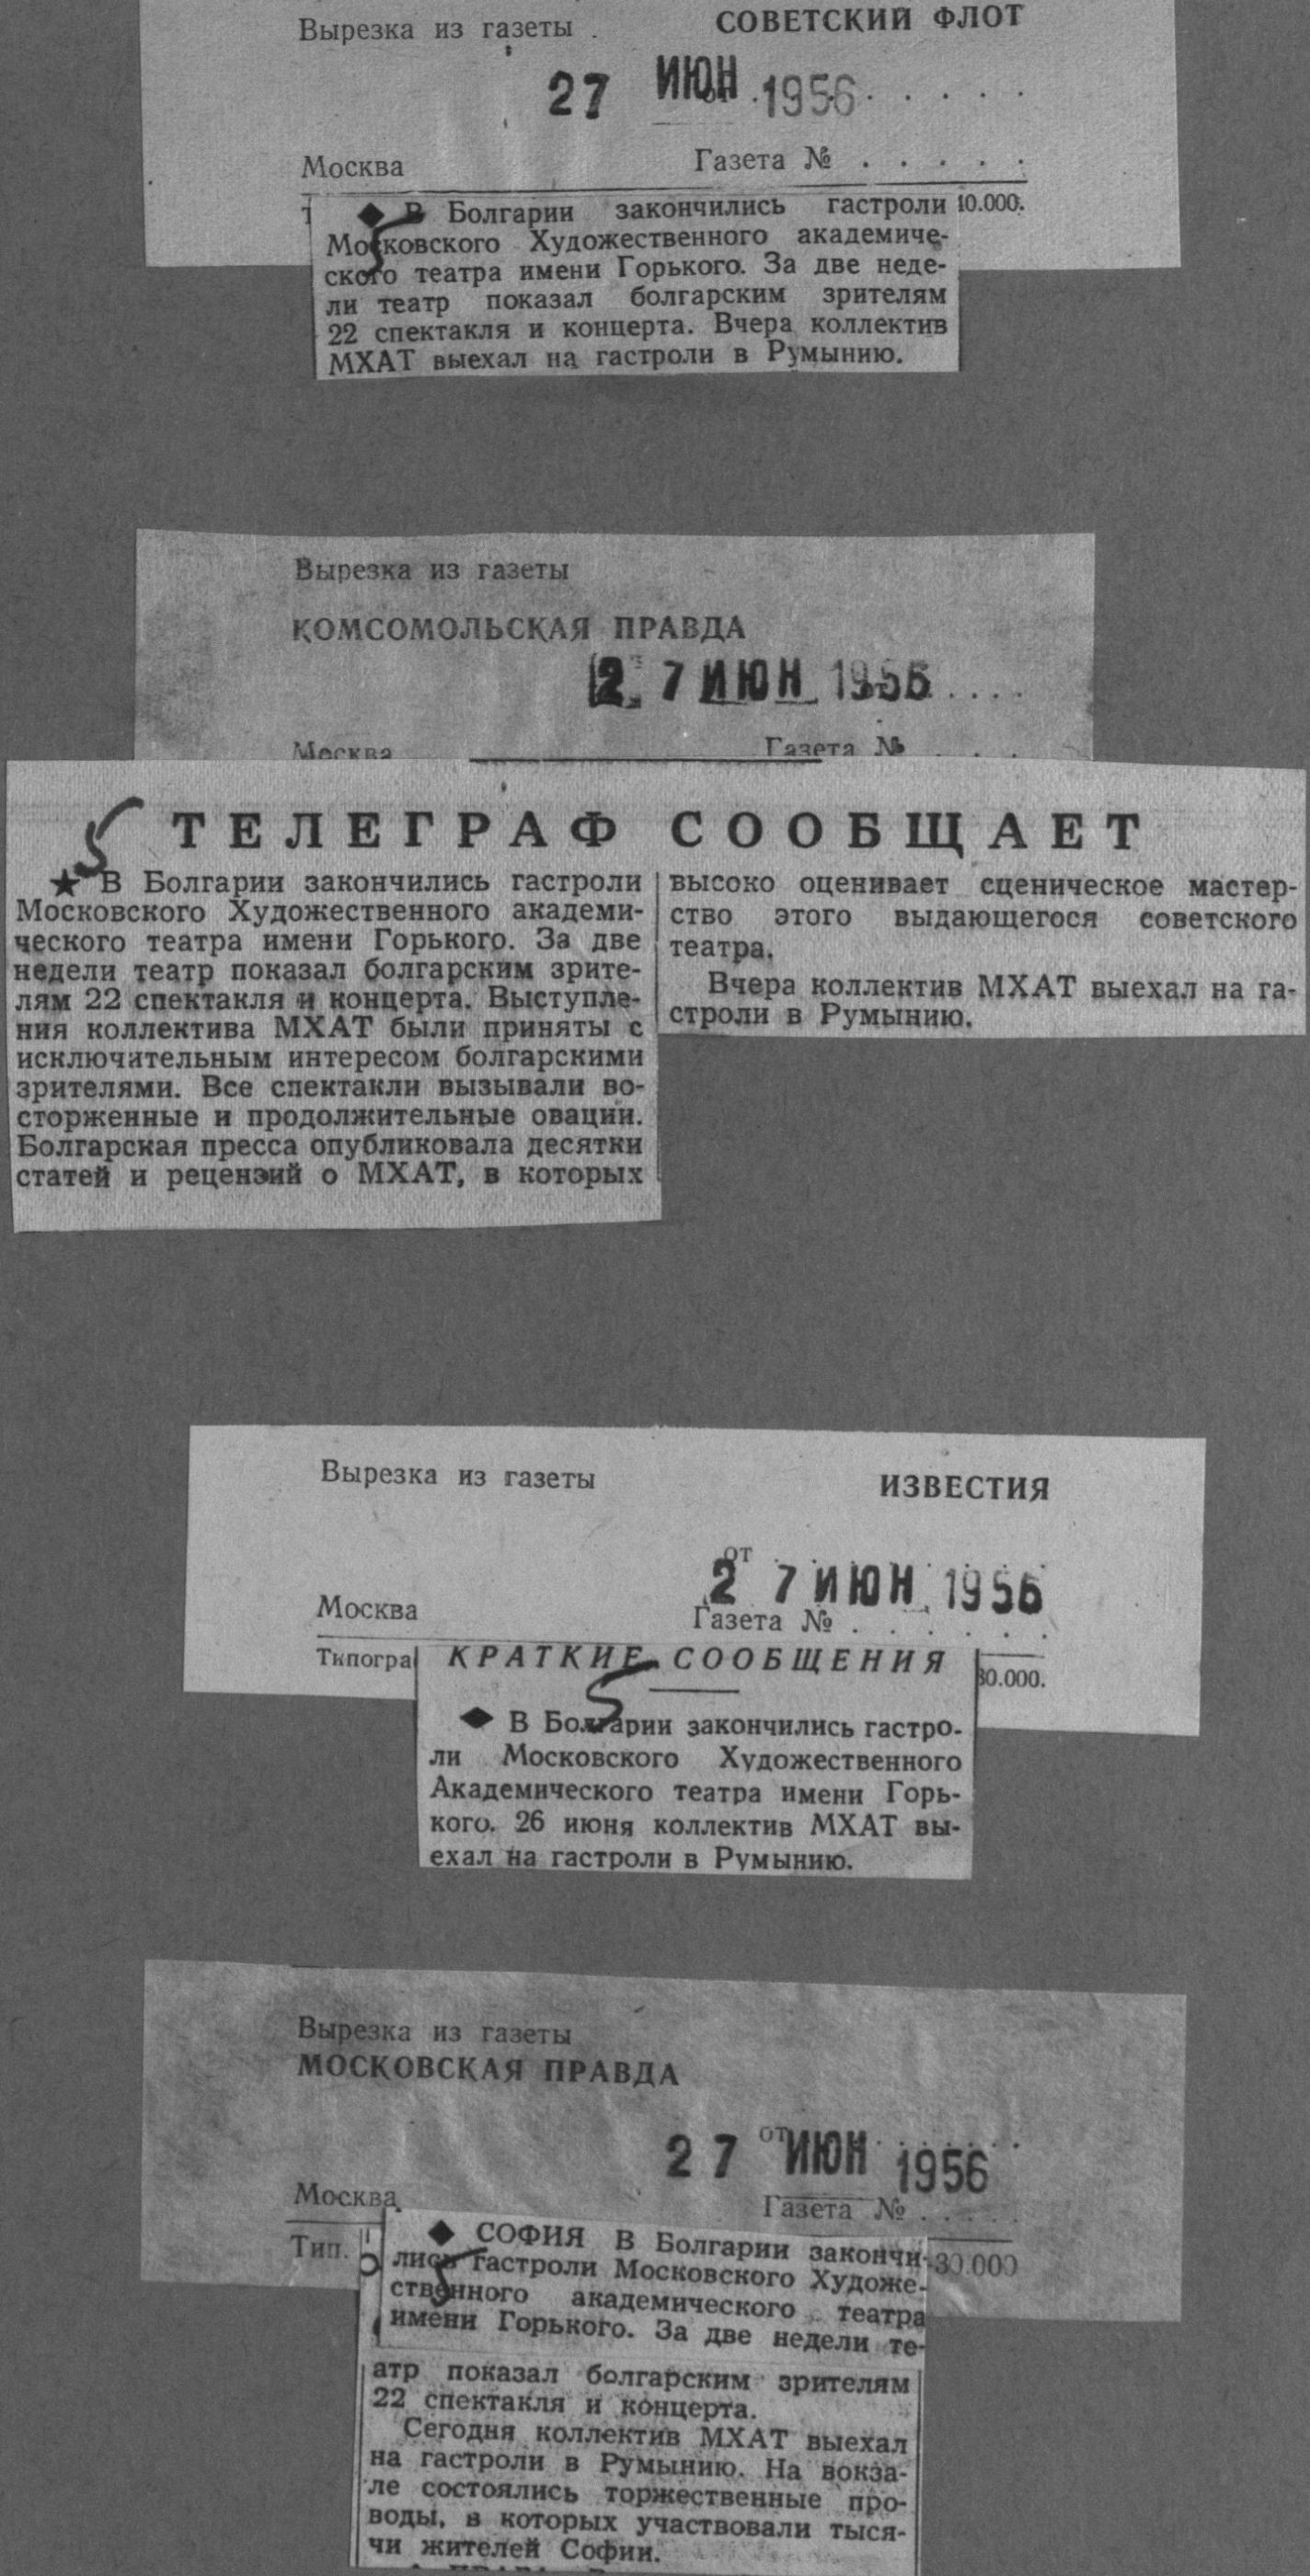 Вырезка из газеты .
СОВЕТСКИЙ ФЛОТ
27 ИЮН 1956 . . . . .
Москва
Газета № . . . . .
10.000.
◆ В Болгарии закончились гастроли
Московского Художественного академиче-
ского театра имени Горького. За две неде-
ли театр показал болгарским зрителям
22 спектакля и концерта. Вчера коллектив
МХАТ выехал на гастроли в Румынию.
Вырезка из газеты
КОМСОМОЛЬСКАЯ ПРАВДА
27 ИЮН 1956 . . . .
Москва
Газета № . . .
ТЕЛЕГРАФ СООБЩАЕТ
★ В Болгарии закончились гастроли
Московского Художественного академи-
ческого театра имени Горького. За две
недели театр показал болгарским зрите-
лям 22 спектакля и концерта. Выступле-
ния коллектива МХАТ были приняты с
исключительным интересом болгарскими
зрителями. Все спектакли вызывали во-
сторженные и продолжительные овации.
Болгарская пресса опубликовала десятки
статей и рецензий о МХАТ, в которых
высоко оценивает сценическое мастер-
ство этого выдающегося советского
театра.
Вчера коллектив МХАТ выехал на га-
строли в Румынию.
Вырезка из газеты
ИЗВЕСТИЯ
от
27 ИЮН 1956
Москва
Газета № . . . . . .
Типогра
30.000.
КРАТКИЕ СООБЩЕНИЯ
◆ В Болгарии закончились гастро-
ли Московского Художественного
Академического театра имени Горь-
кого. 26 июня коллектив МХАТ вы-
ехал на гастроли в Румынию.
Вырезка из газеты
МОСКОВСКАЯ ПРАВДА
от
27 ИЮН 1956
Москва
Газета № . . . .
Тип.
30.000
◆ СОФИЯ В Болгарии закончи-
лись гастроли Московского Художе-
ственного академического театра
имени Горького. За две недели те-
атр показал болгарским зрителям
22 спектакля и концерта.
Сегодня коллектив МХАТ выехал
на гастроли в Румынию. На вокза-
ле состоялись торжественные про-
воды, в которых участвовали тыся-
чи жителей Софии.